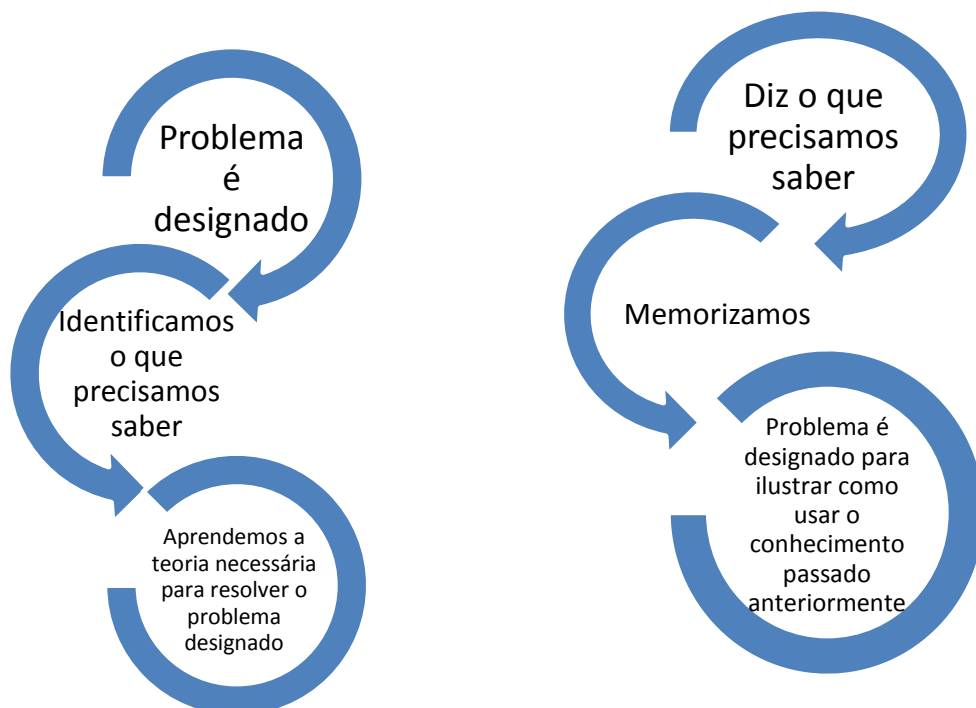 Problema
é
designado
Identificamos
o que
precisamos
saber
Aprendemos a
teoria necessária
para resolver o
problema
designado
Diz o que
precisamos
saber
Memorizamos
Problema é
designado para
ilustrar como
usar o
conhecimento
passado
anteriormente